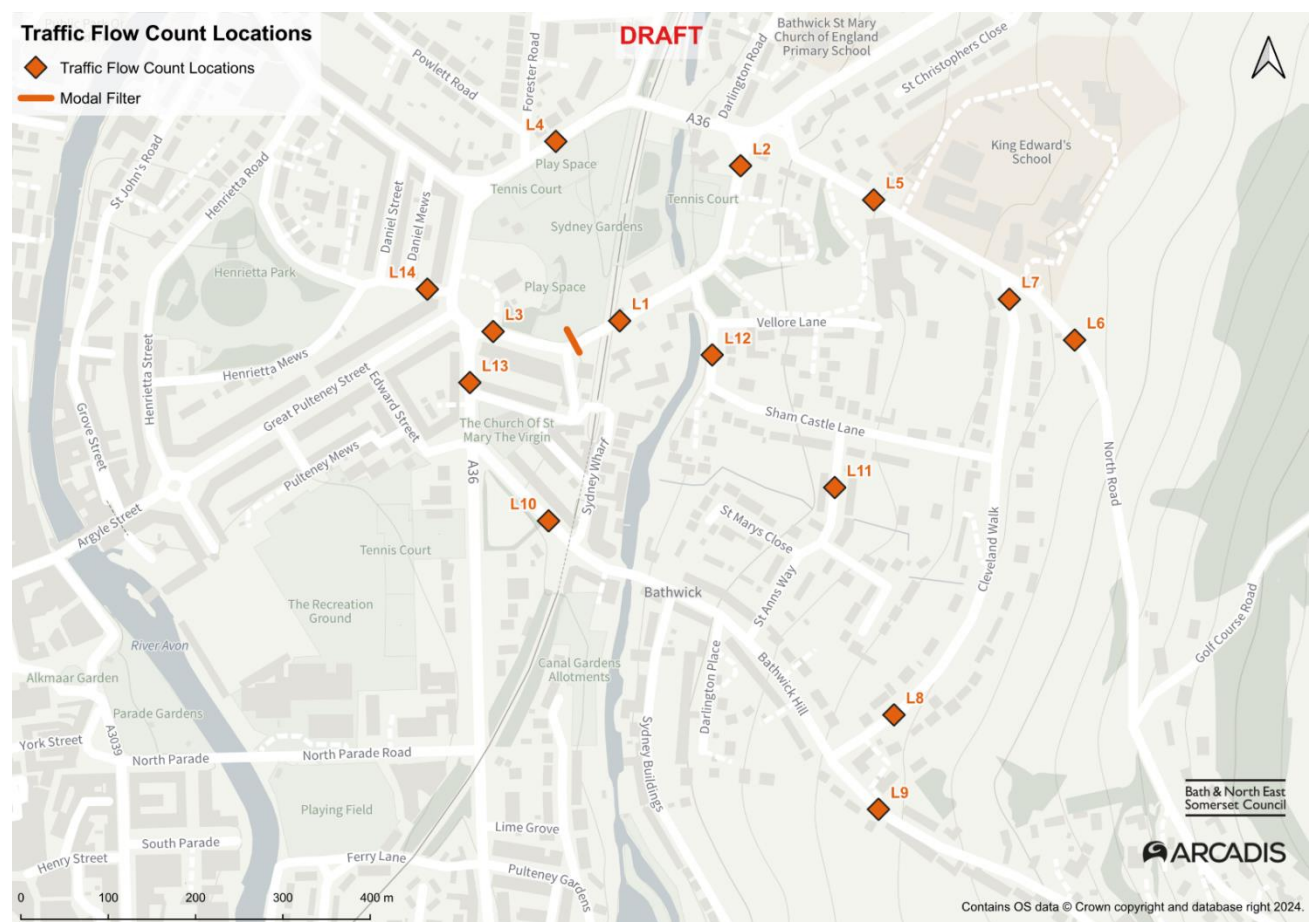 Traffic Flow Count Locations
Traffic Flow Count Locations
Modal Filter
DRAFT
Bathwick St Mary
Church of England
Primary School
Darlington Road
St Christophers Close
Powlett Road
Forester Road
L4
A36
L2
King Edward's
School
St John's Road
Henrietta Road
Play Space
Tennis Court
Tennis Court
L5
Daniel Street
Daniel Mews
Sydney Gardens
Henrietta Park
L14
Play Space
L3
L1
L7
Vellore Lane
L12
L6
Henrietta Street
Henrietta Mews
L13
Great Pulteney Street
Edward Street
Grove Street
The Church Of St
Mary The Virgin
Sham Castle Lane
Pulteney Mews
A36
Sydney Wharf
L11
North Road
Argyle Street
L10
St Marys Close
Tennis Court
Cleveland Walk
St Anns Way
Bathwick
The Recreation
Ground
Golf Course Road
River Avon
Canal Gardens
Allotments
Darlington Place
Bathwick Hill
Alkmaar Garden
Parade Gardens
L8
York Street
A3039
North Parade
North Parade Road
Sydney Buildings
L9
Bath & North East
Somerset Council
Playing Field
Lime Grove
South Parade
ARCADIS
Henry Street
Ferry Lane
Pulteney Gardens
0 100 200 300 400 m
Contains OS data © Crown copyright and database right 2024.